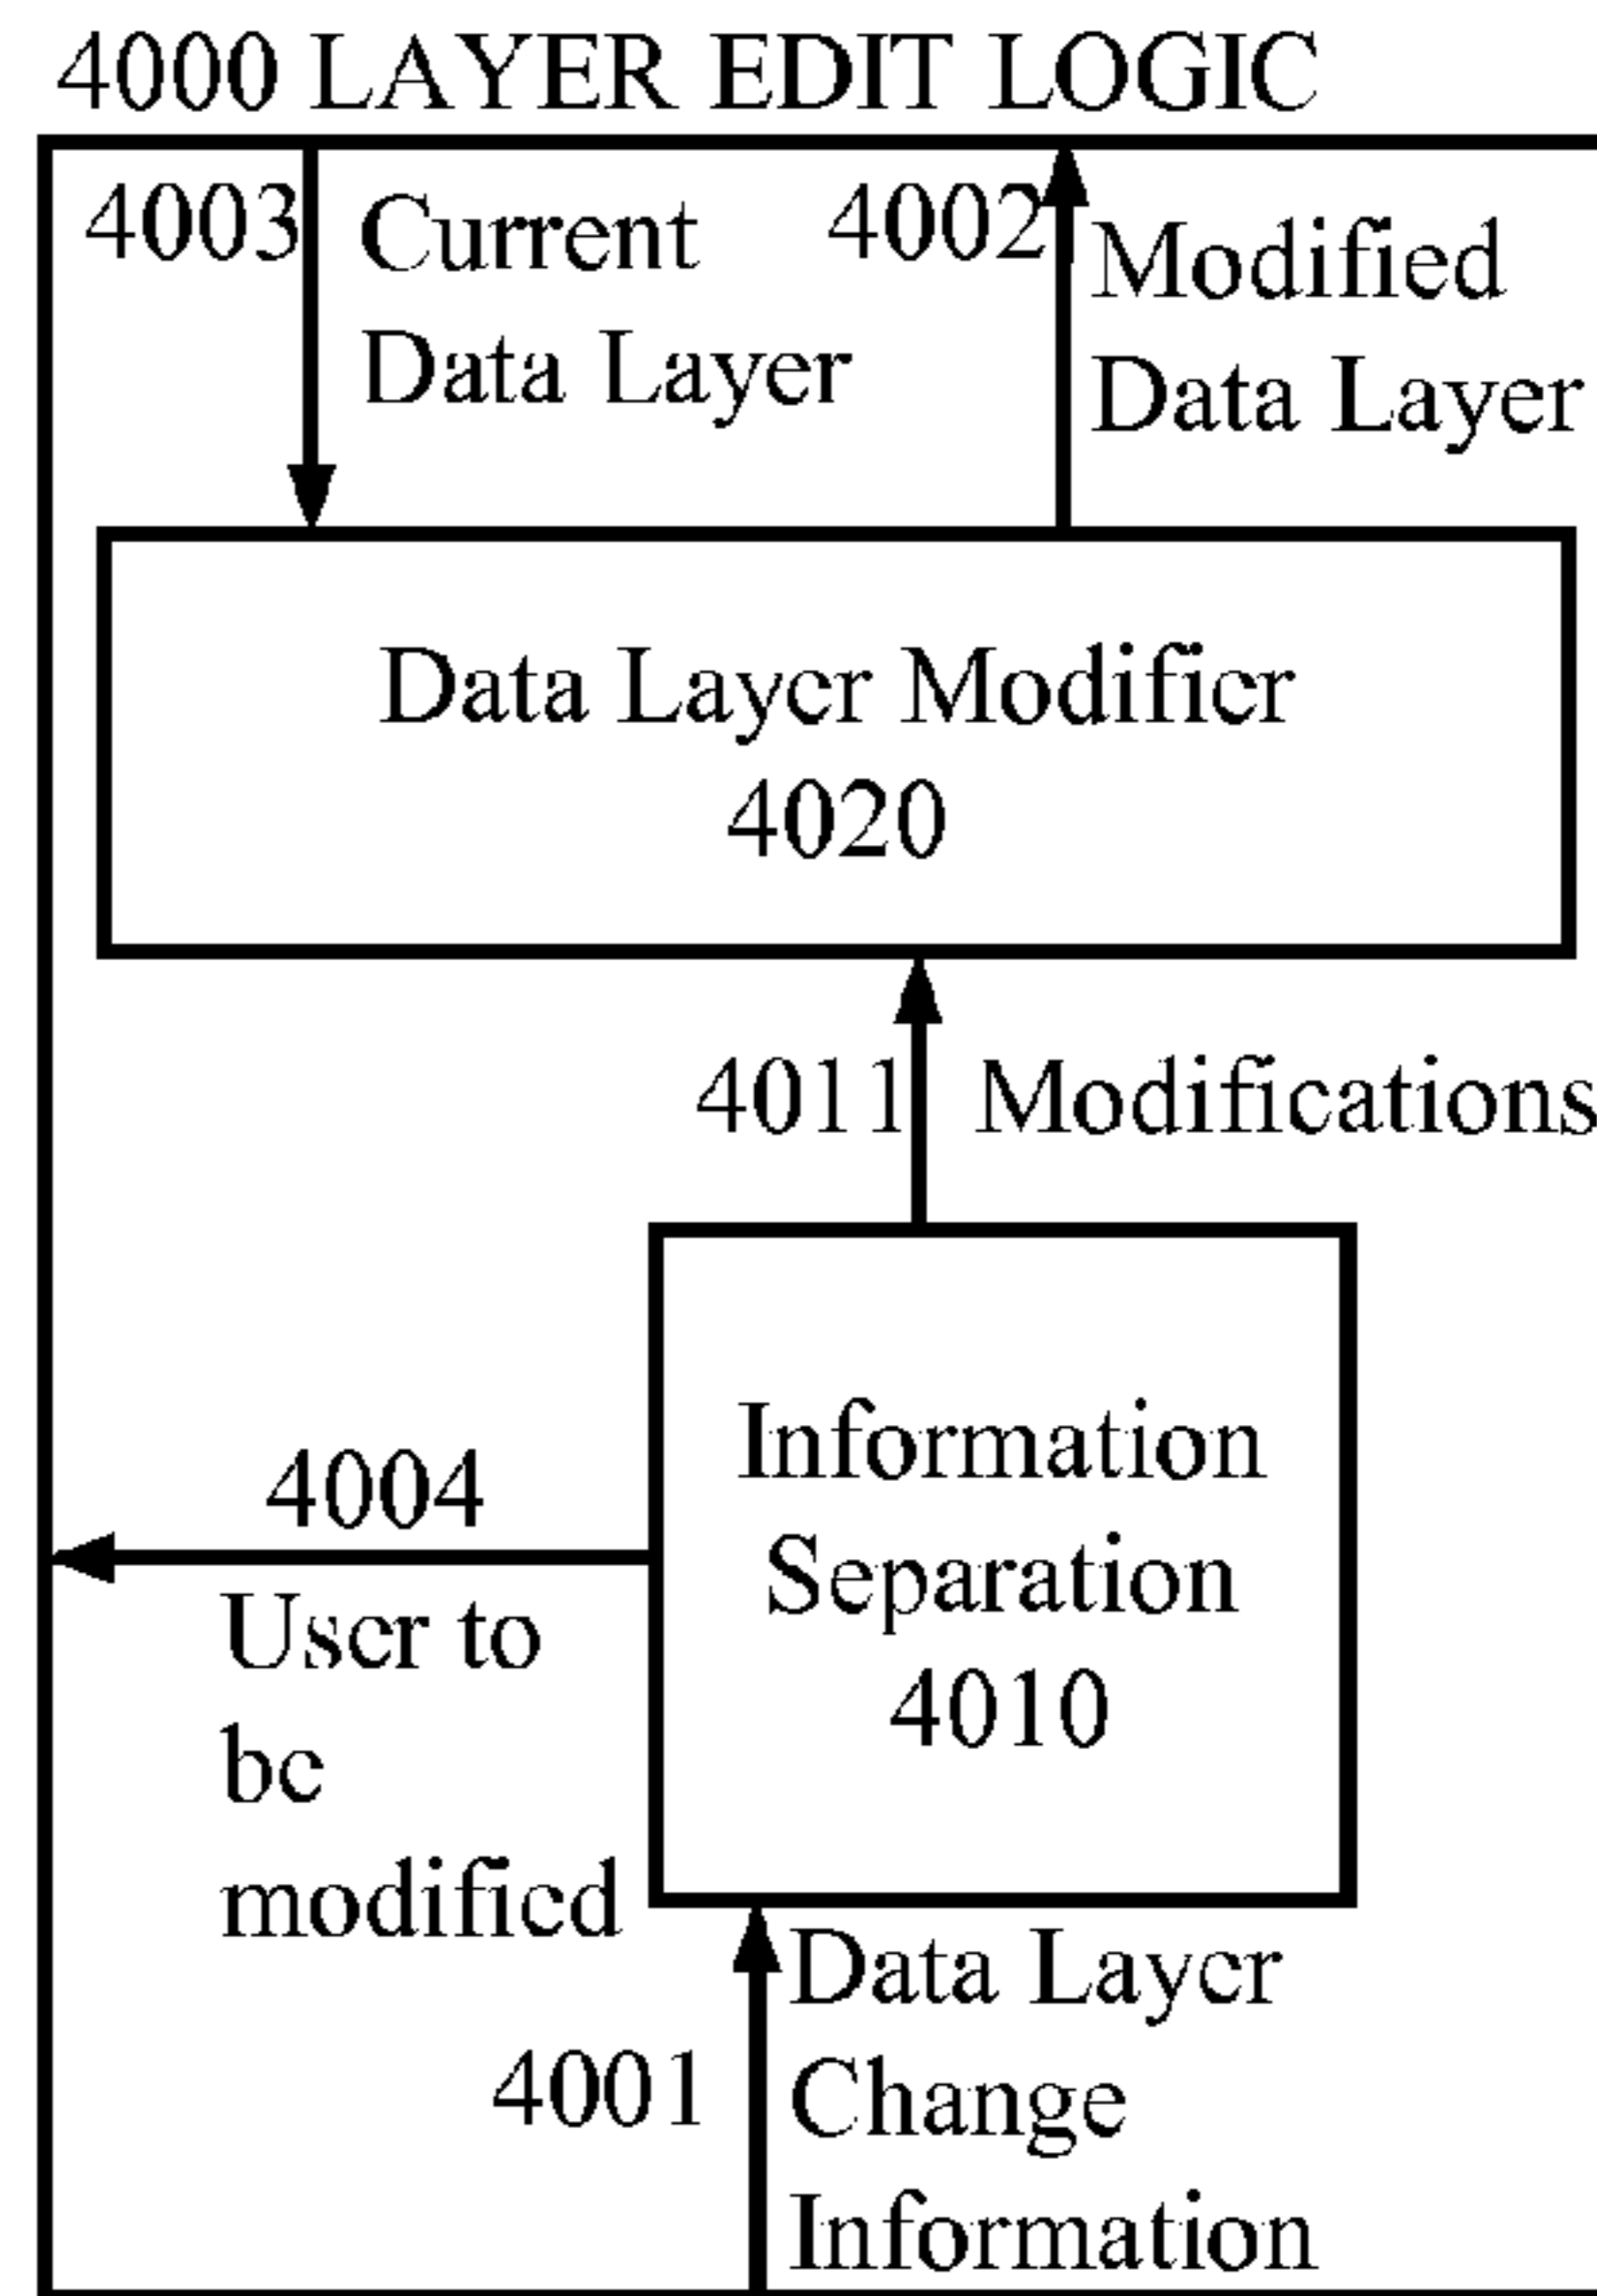 4000 LAYER EDIT LOGIC
4003 Current
Data Layer
4002 Modified
Data Layer
Data Layer Modifier
4020
4011 Modifications
Information
Separation
4010
4004
User to
be
modified
4001
Data Layer
Change
Information